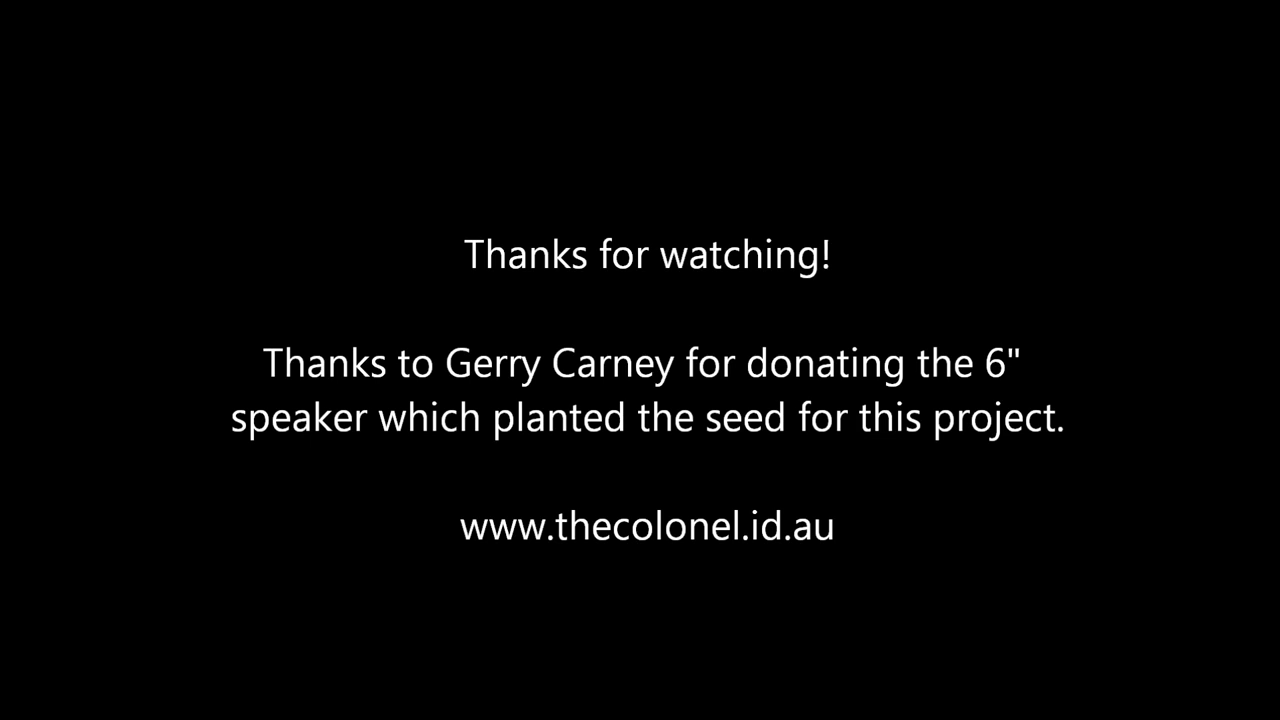 Thanks for watching!
Thanks to Gerry Carney for donating the 6"
speaker which planted the seed for this project.
www.thecolonel.id.au